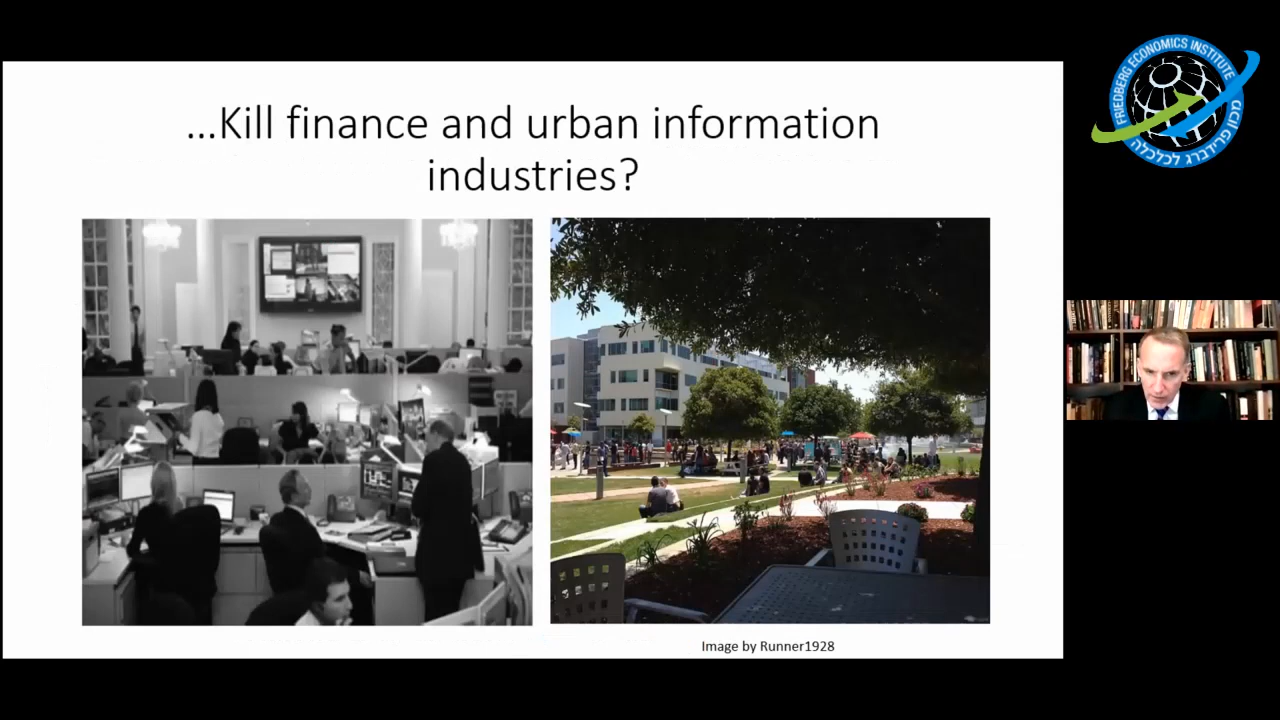 ...Kill finance and urban information
industries?
Image by Runner1928
FRIEDBERG ECONOMICS INSTITUTE
מכון פרידברג לכלכלה